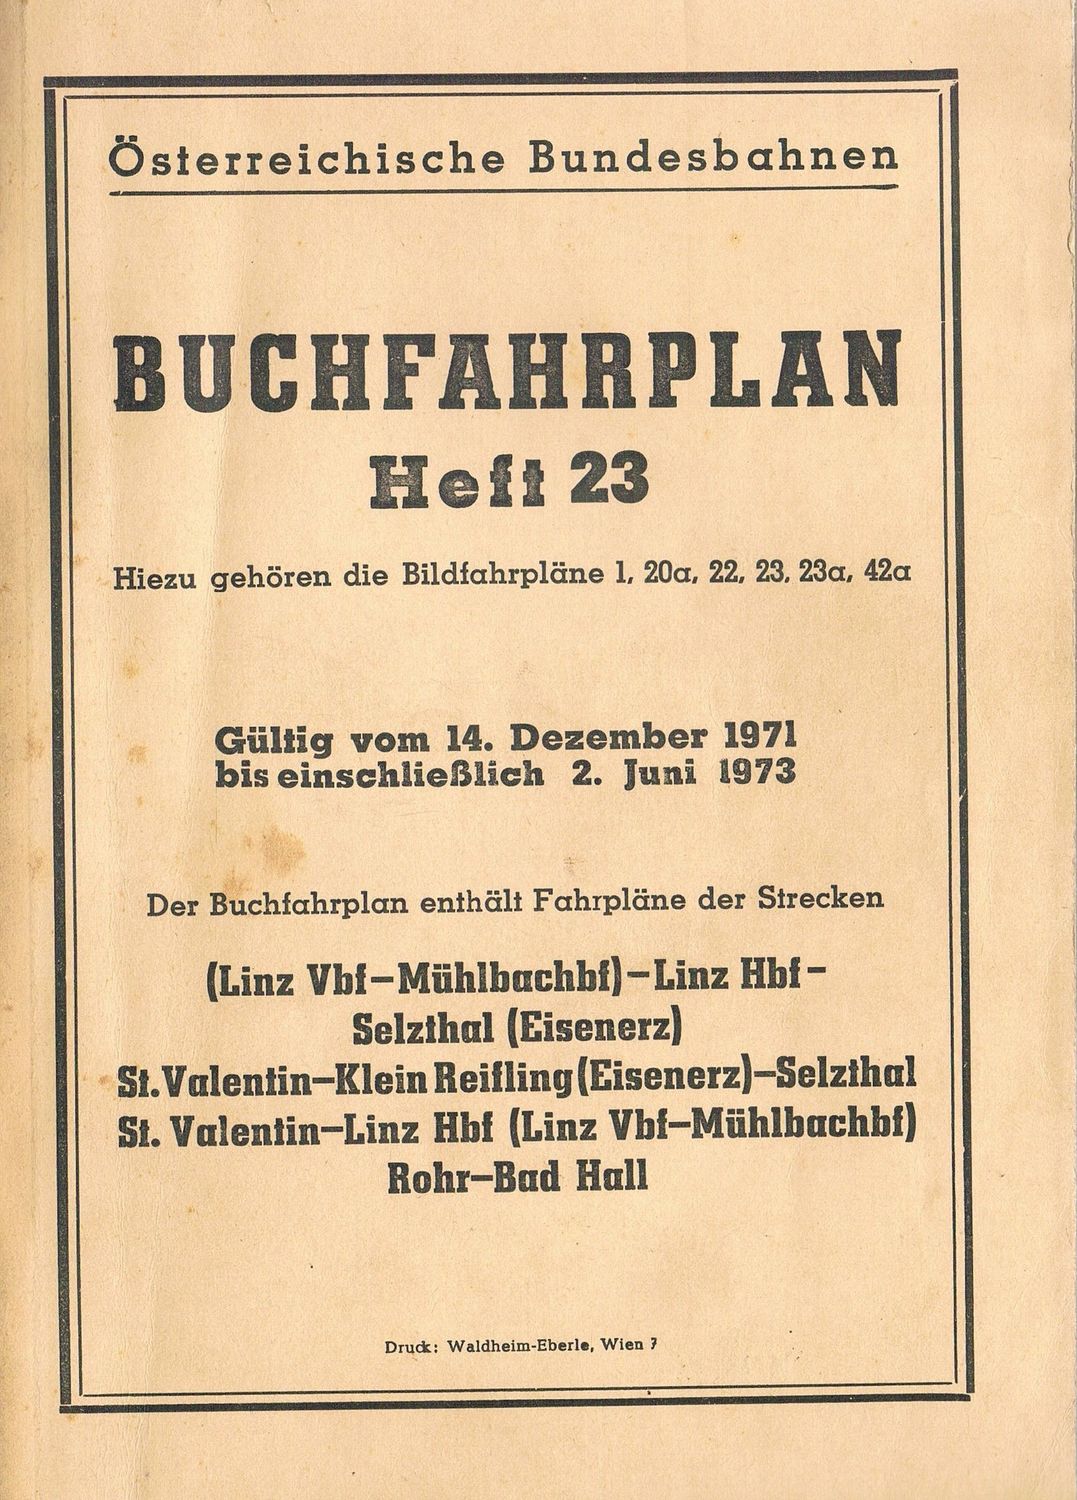 Österreichische Bundesbahnen
BUCHFAHRPLAN
Heft 23
Hiezu gehören die Bildfahrpläne 1, 20a, 22, 23, 23a, 42a
Gültig vom 14. Dezember 1971
bis einschließlich 2. Juni 1973
Der Buchfahrplan enthält Fahrpläne der Strecken
(Linz Vbf–Mühlbachbf)–Linz Hbf–
Selzthal (Eisenerz)
St. Valentin–Klein Reifling (Eisenerz)–Selzthal
St. Valentin–Linz Hbf (Linz Vbf–Mühlbachbf)
Rohr–Bad Hall
Druck: Waldheim-Eberle, Wien 7